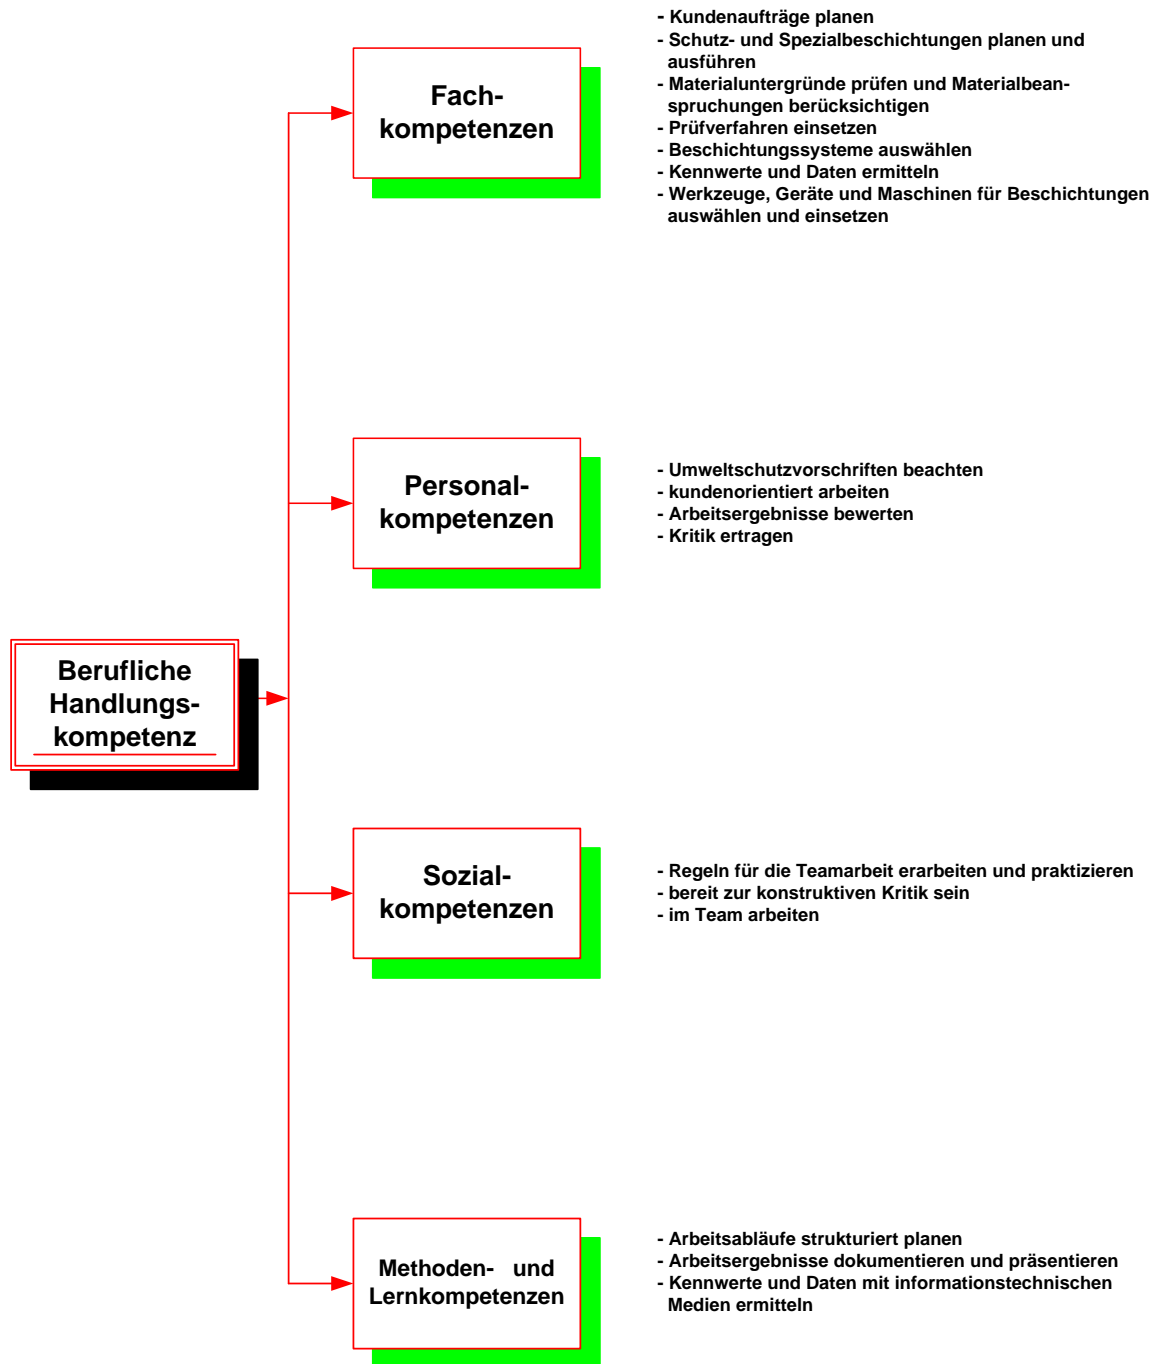 - Kundenaufträge planen
- Schutz- und Spezialbeschichtungen planen und
ausführen
- Materialuntergründe prüfen und Materialbean-
spruchungen berücksichtigen
- Prüfverfahren einsetzen
- Beschichtungssysteme auswählen
- Kennwerte und Daten ermitteln
- Werkzeuge, Geräte und Maschinen für Beschichtungen
auswählen und einsetzen
Fach-
kompetenzen
Personal-
kompetenzen
- Umweltschutzvorschriften beachten
- kundenorientiert arbeiten
- Arbeitsergebnisse bewerten
- Kritik ertragen
Berufliche
Handlungs-
kompetenz
Sozial-
kompetenzen
- Regeln für die Teamarbeit erarbeiten und praktizieren
- bereit zur konstruktiven Kritik sein
- im Team arbeiten
Methoden- und
Lernkompetenzen
- Arbeitsabläufe strukturiert planen
- Arbeitsergebnisse dokumentieren und präsentieren
- Kennwerte und Daten mit informationstechnischen
Medien ermitteln